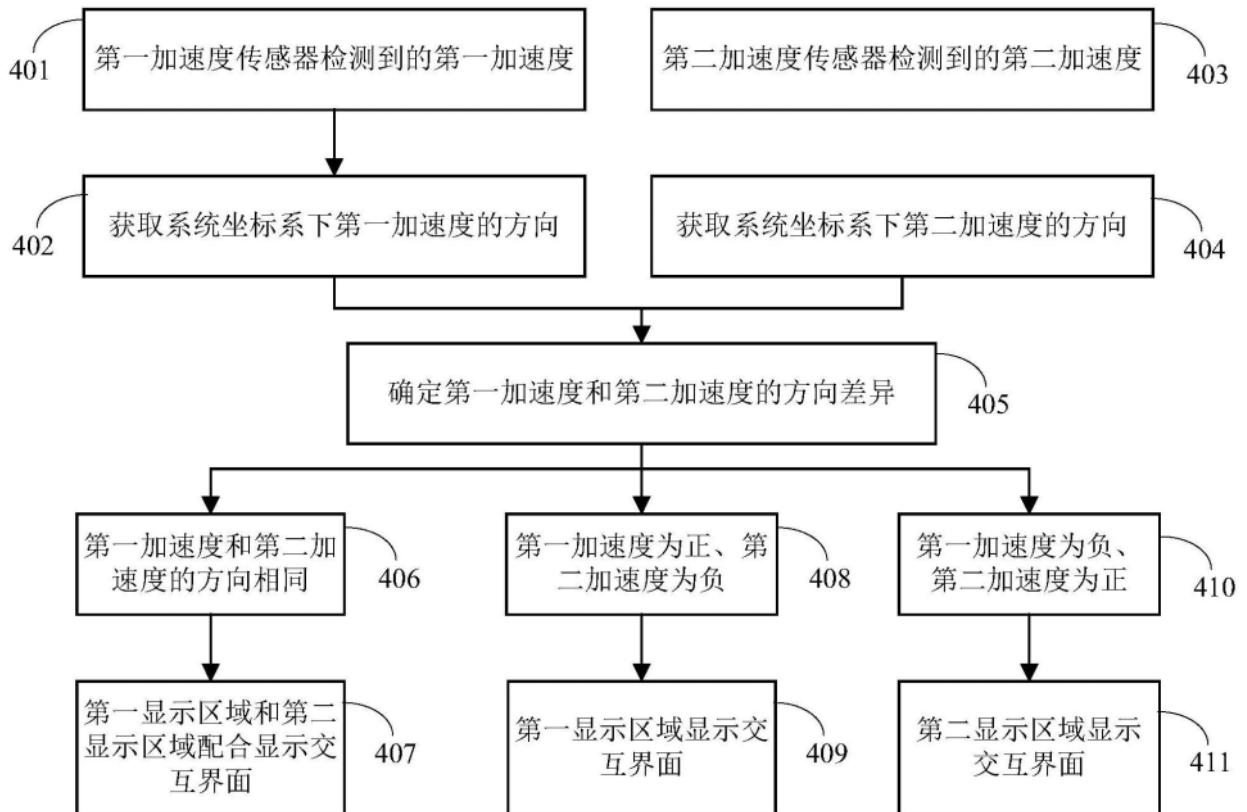 401
第一加速度传感器检测到的第一加速度
第二加速度传感器检测到的第二加速度
403
402
获取系统坐标系下第一加速度的方向
获取系统坐标系下第二加速度的方向
404
确定第一加速度和第二加速度的方向差异
405
第一加速度和第二加
速度的方向相同
406
第一加速度为正、第
二加速度为负
408
第一加速度为负、
第二加速度为正
410
第一显示区域和第二
显示区域配合显示交
互界面
407
第一显示区域显示交
互界面
409
第二显示区域显示
交互界面
411